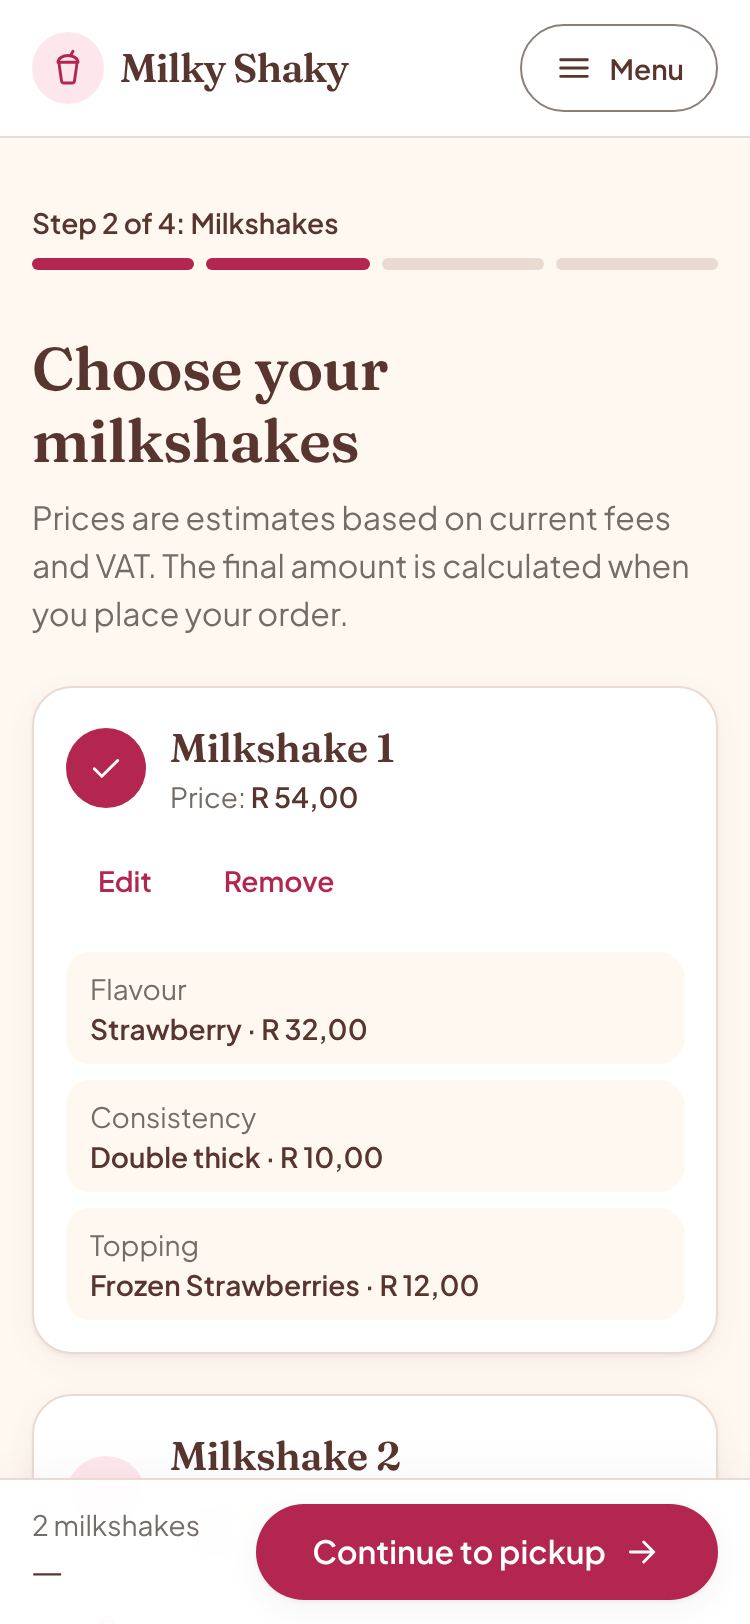 Milky Shaky
Menu
Step 2 of 4: Milkshakes
Choose your
milkshakes
Prices are estimates based on current fees
and VAT. The final amount is calculated when
you place your order.
Milkshake 1
Price: R 54,00
Edit
Remove
Flavour
Strawberry · R 32,00
Consistency
Double thick · R 10,00
Topping
Frozen Strawberries · R 12,00
Milkshake 2
2 milkshakes
—
Continue to pickup →